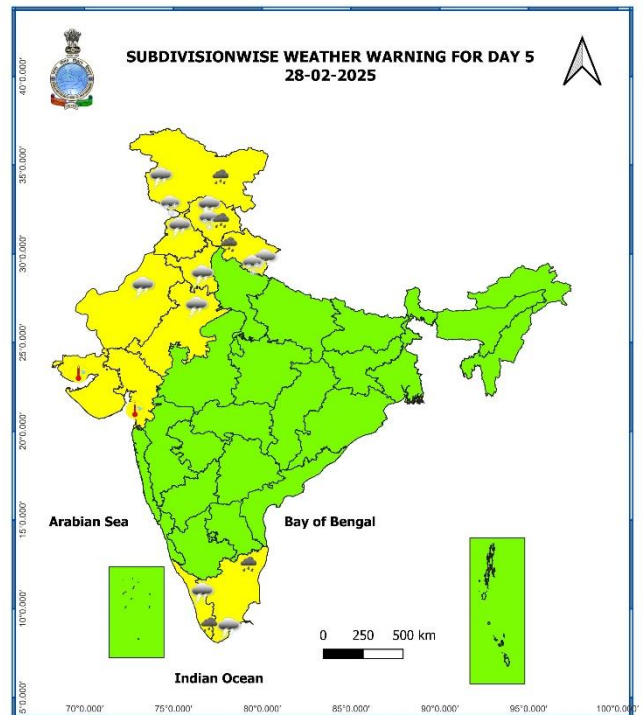 SUBDIVISIONWISE WEATHER WARNING FOR DAY 5
28-02-2025
40°0.000'
35°0.000'
30°0.000'
25°0.000'
20°0.000'
Arabian Sea
Bay of Bengal
15°0.000'
10°0.000'
0 250 500 km
Indian Ocean
5°0.000'
70°0.000' 75°0.000' 80°0.000' 85°0.000' 90°0.000' 95°0.000' 100°0.000'